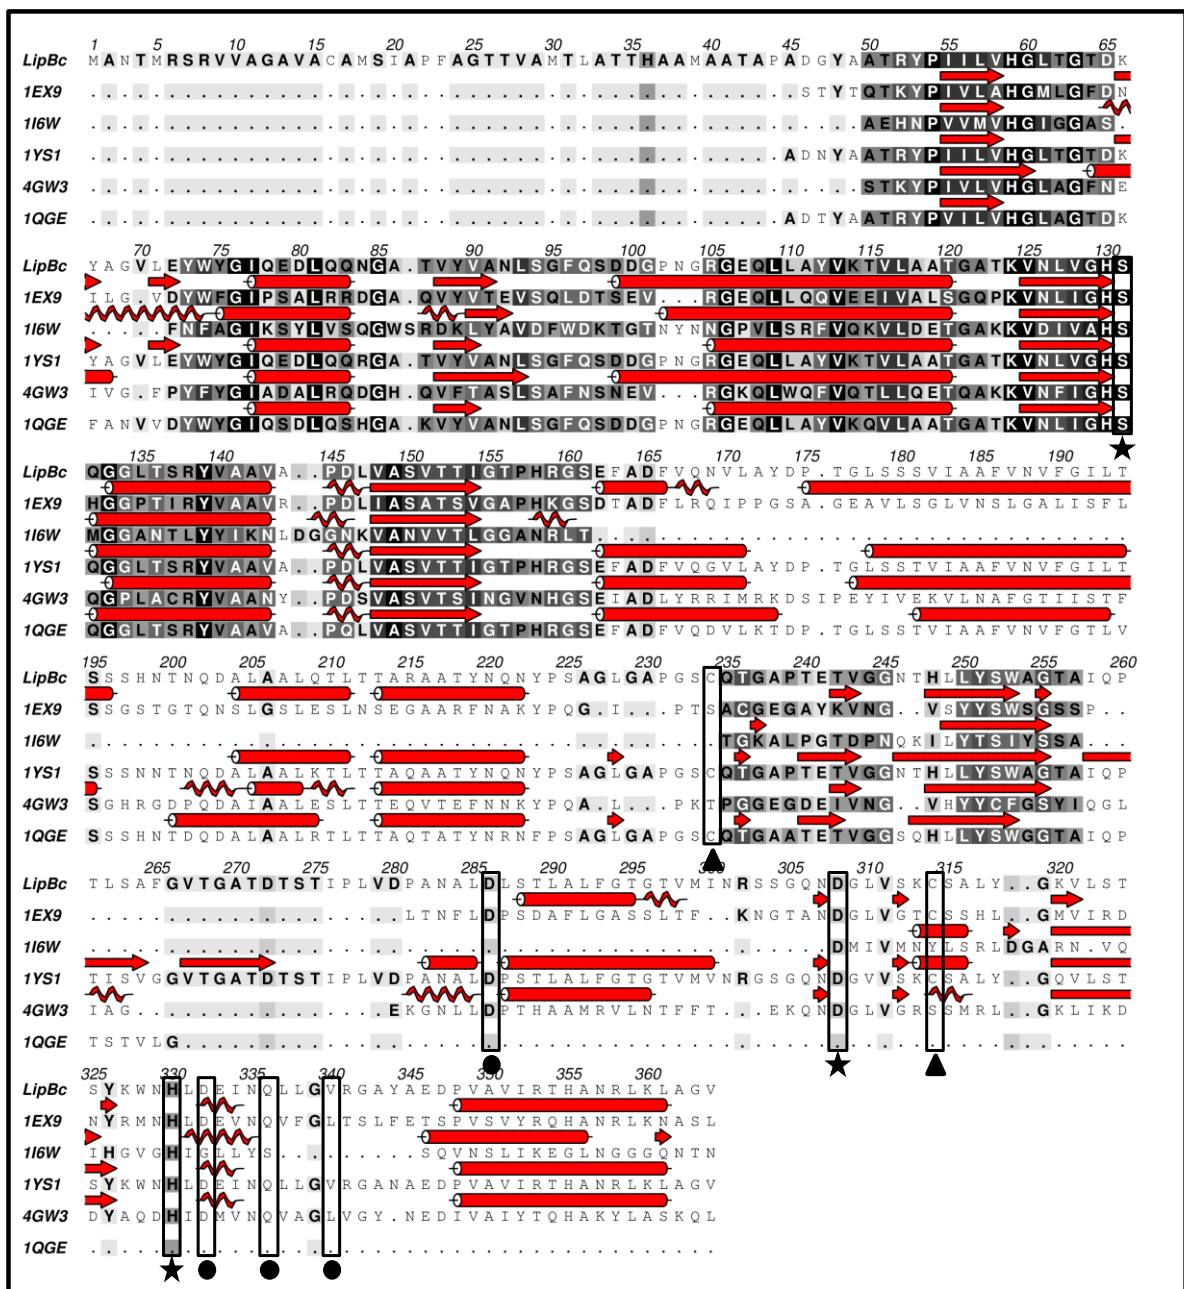 1 5 10 15 20 25 30 35 40 45 50 55 60 65
LipBc MANTMRSRVVAGAVACAMSIAPFAGTTVAMTLATTHAAMAATAPADGYAATRYPIILVHGLTGTDK
1EX9 .............................................STYTQTKYPIVLAHGMLGFDN
1I6W .................................................AEHNPVVMVHGIGGAS.
1YS1 ............................................ADNYAATRYPIILVHGLTGTDK
4GW3 .................................................STKYPIVLVHGLAGFNE
1QGE ............................................ADTYAATRYPVILVHGLAGTDK
70 75 80 85 90 95 100 105 110 115 120 125 130
LipBc YAGVLEYWYGIQEDLQQNGA.TVYVANLSGFQSDDGPNGRGEQLLAYVKTVLAATGATKVNLVGHS
1EX9 ILG.VDYWFGIPSALRRDGA.QVYVTEVSQLDTSEV...RGEQLLQQVEEIVALSGQPKVNLIGHS
1I6W .....FNFAGIKSYLVSQGWSRDKLYAVDFWDKTGTNYNNGPVLSRFVQKVLDETGAKKVDIVAHS
1YS1 YAGVLEYWYGIQEDLQQRGA.TVYVANLSGFQSDDGPNGRGEQLLAYVKTVLAATGATKVNLVGHS
4GW3 IVG.FPYFYGIADALRQDGH.QVFTASLSAFNSNEV...RGKQLWQFVQTLLQETQAKKVNFIGHS
1QGE FANVVDYWYGIQSDLQSHGA.KVYVANLSGFQSDDGPNGRGEQLLAYVKQVLAATGATKVNLIGHS
135 140 145 150 155 160 165 170 175 180 185 190
LipBc QGGLTSRYVAAVA..PDLVASVTTIGTPHRGSEFADFVQNVLAYDP.TGLSSSVIAAFVNVFGILT
1EX9 HGGPTIRYVAAVR..PDLIASATSVGAPHKGSDTADFLRQIPPGSA.GEAVLSGLVNSLGALISFL
1I6W MGGANTLYYIKNLDGGNKVANVVTLGGANRLT..................................
1YS1 QGGLTSRYVAAVA..PDLVASVTTIGTPHRGSEFADFVQGVLAYDP.TGLSSTVIAAFVNVFGILT
4GW3 QGPLACRYVAANY..PDSVASVTSINGVNHGSEIADLYRRIMRKDSIPEYIVEKVLNAFGTIISTF
1QGE QGGLTSRYVAAVA..PQLVASVTTIGTPHRGSEFADFVQDVLKTDP.TGLSSTVIAAFVNVFGTLV
195 200 205 210 215 220 225 230 235 240 245 250 255 260
LipBc SSSHNTNQDALAALQTLTTARAATYNQNYPSAGLGAPGSCQTGAPTETVGGNTHLLYSWAGTAIQP
1EX9 SSGSTGTQNSLGSLESLNSEGAARFNAKYPQG.I...PTSACGEGAYKVNG..VSYYSWSGSSP..
1I6W ........................................TGKALPGTDPNQKILYTSIYSSA...
1YS1 SSSNNTNQDALAALKTLTTAQAATYNQNYPSAGLGAPGSCQTGAPTETVGGNTHLLYSWAGTAIQP
4GW3 SGHRGDPQDAIAALESLTTEQVTEFNNKYPQA.L...PKTPGGEGDEIVNG..VHYYCFGSYIQGL
1QGE SSSHNTDQDALAALRTLTTAQTATYNRNFPSAGLGAPGSCQTGAATETVGGSQHLLYSWGGTAIQP
265 270 275 280 285 290 295 300 305 310 315 320
LipBc TLSAFGVTGATDTSTIPLVDPANALDLSTLALFGTGTVMINRSSGQNDGLVSKCSALY..GKVLST
1EX9 ....................LTNFLDPSDAFLGASSLTF..KNGTANDGLVGTCSSHL..GMVIRD
1I6W ...............................................DMIVMNYLSRLDGARN.VQ
1YS1 TISVGGVTGATDTSTIPLVDPANALDPSTLALFGTGTVMVNRGSGQNDGVVSKCSALY..GQVLST
4GW3 IAG................EKGNLLDPTHAAMRVLNTFFT..EKQNDGLVGRSSMRL..GKLIKD
1QGE TSTVLG............................................................
325 330 335 340 345 350 355 360
LipBc SYKWNHLDEINQLLGVRGAYAEDPVAVIRTHANRLKLAGV
1EX9 NYRMNHLDEVNQVFGLTSLFETSPVSVYRQHANRLKNASL
1I6W IHGVGHIGLLYS.........SQVNSLIKEGLNGGGQNTN
1YS1 SYKWNHLDEINQLLGVRGANAEDPVAVIRTHANRLKLAGV
4GW3 DYAQDHIDMVNQVAGLVGY.NEDIVAIYTQHAKYLASKQL
1QGE ........................................